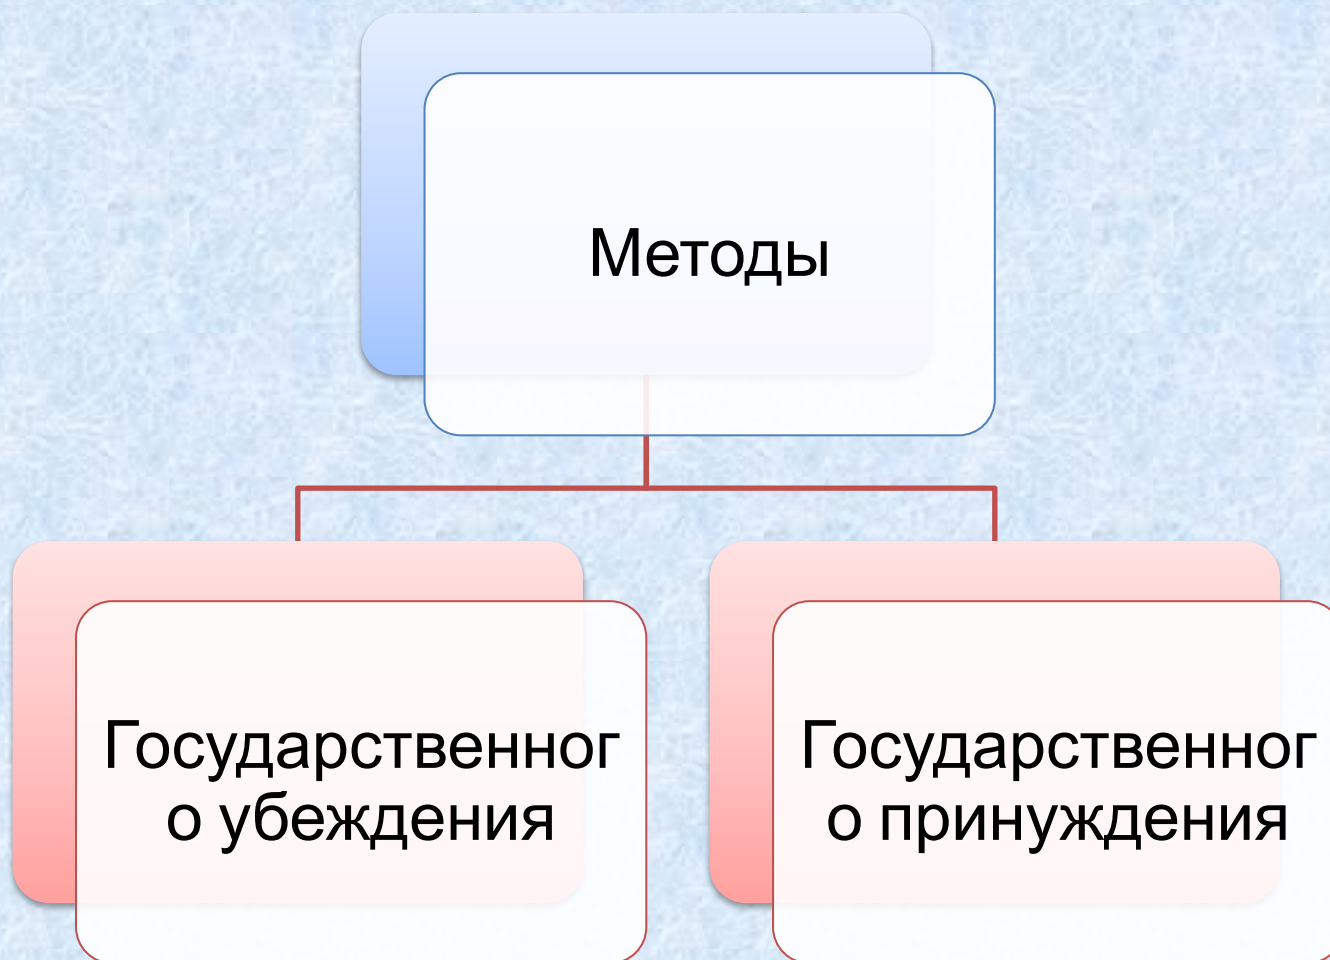 Методы
Государственног
о убеждения
Государственног
о принуждения